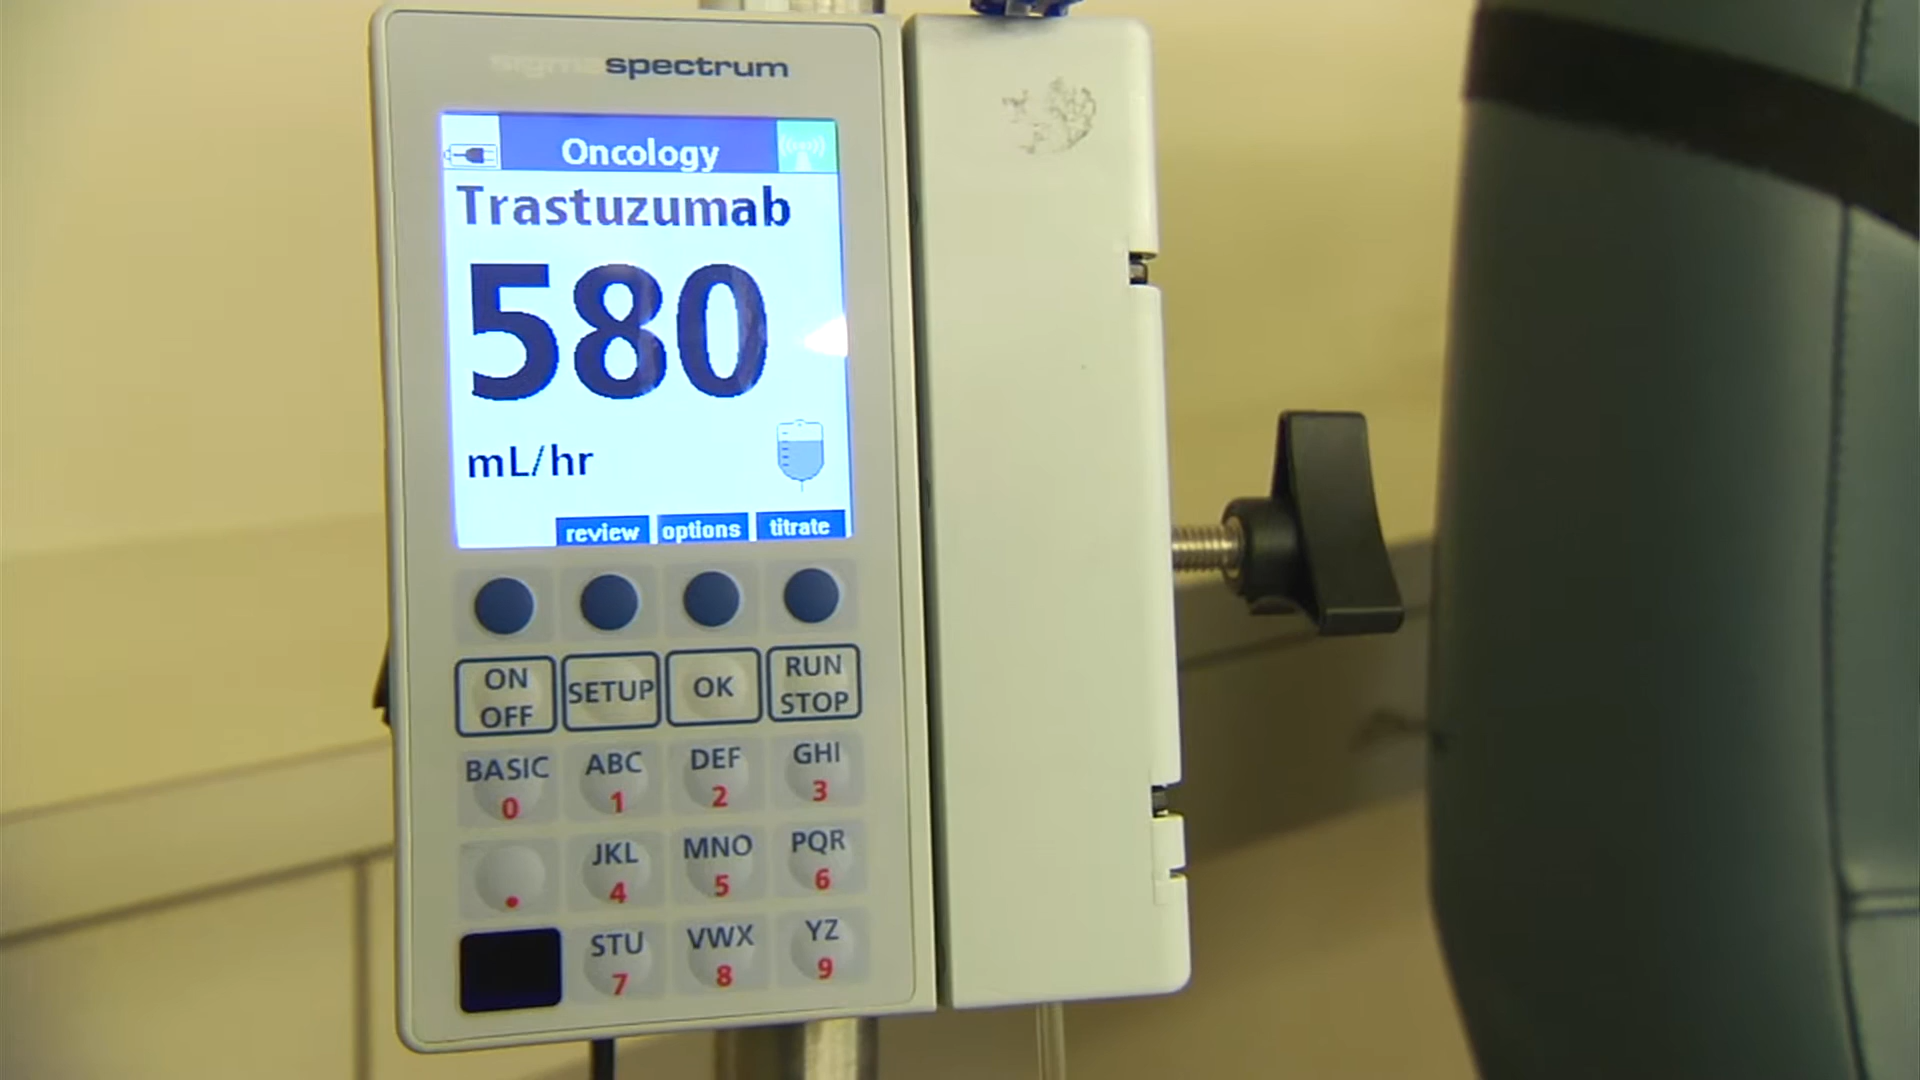 sigma spectrum
Oncology
Trastuzumab
580
mL/hr
review options titrate
ON OFF
SETUP
OK
RUN STOP
BASIC ABC DEF GHI
0 1 2 3
JKL MNO PQR
. 4 5 6
STU VWX YZ
7 8 9